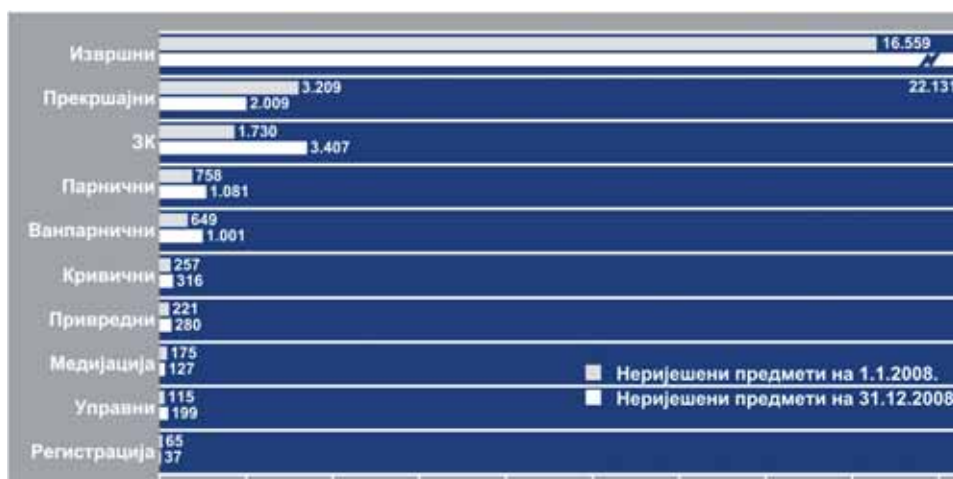 Извршни
16.559
22.131
Прекршајни
3.209
2.009
ЗК
1.730
3.407
Парнични
758
1.081
Ванпарнични
649
1.001
Кривични
257
316
Привредни
221
280
Медијација
175
127
Неријешени предмети на 1.1.2008.
Неријешени предмети на 31.12.2008
Управни
115
199
Регистрација
65
37